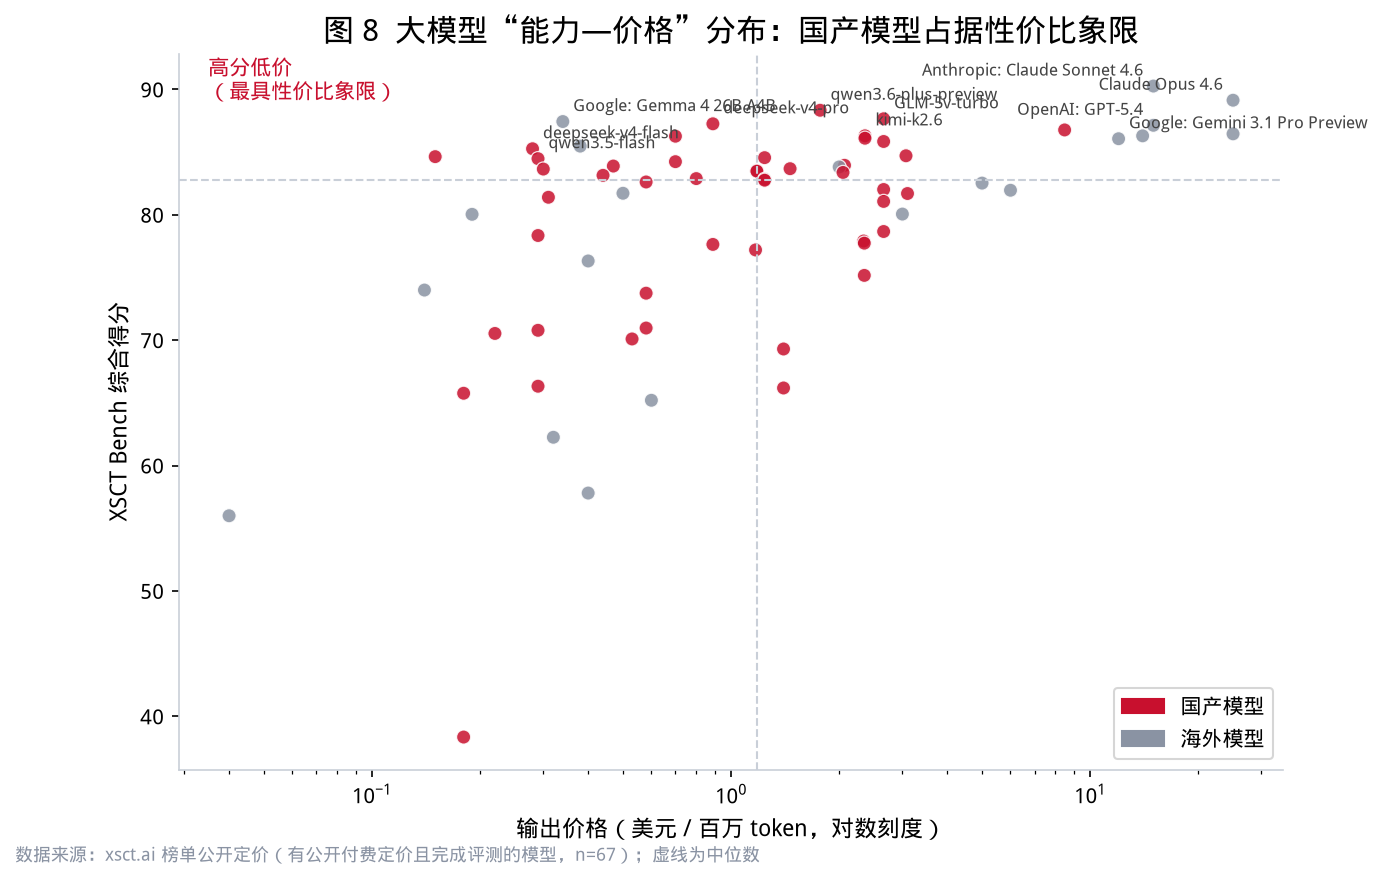 图 8 大模型“能力—价格”分布：国产模型占据性价比象限
高分低价
（最具性价比象限）
Anthropic: Claude Sonnet 4.6
Claude Opus 4.6
qwen3.6-plus-preview
GLM-5v-turbo
Google: Gemma 4 26B A4B
deepseek-v4-pro
OpenAI: GPT-5.4
kimi-k2.6
Google: Gemini 3.1 Pro Preview
deepseek-v4-flash
qwen3.5-flash
90
80
70
60
50
40
XSCT Bench 综合得分
国产模型
海外模型
10⁻¹
10⁰
10¹
输出价格（美元 / 百万 token，对数刻度）
数据来源：xsct.ai 榜单公开定价（有公开付费定价且完成评测的模型，n=67）；虚线为中位数